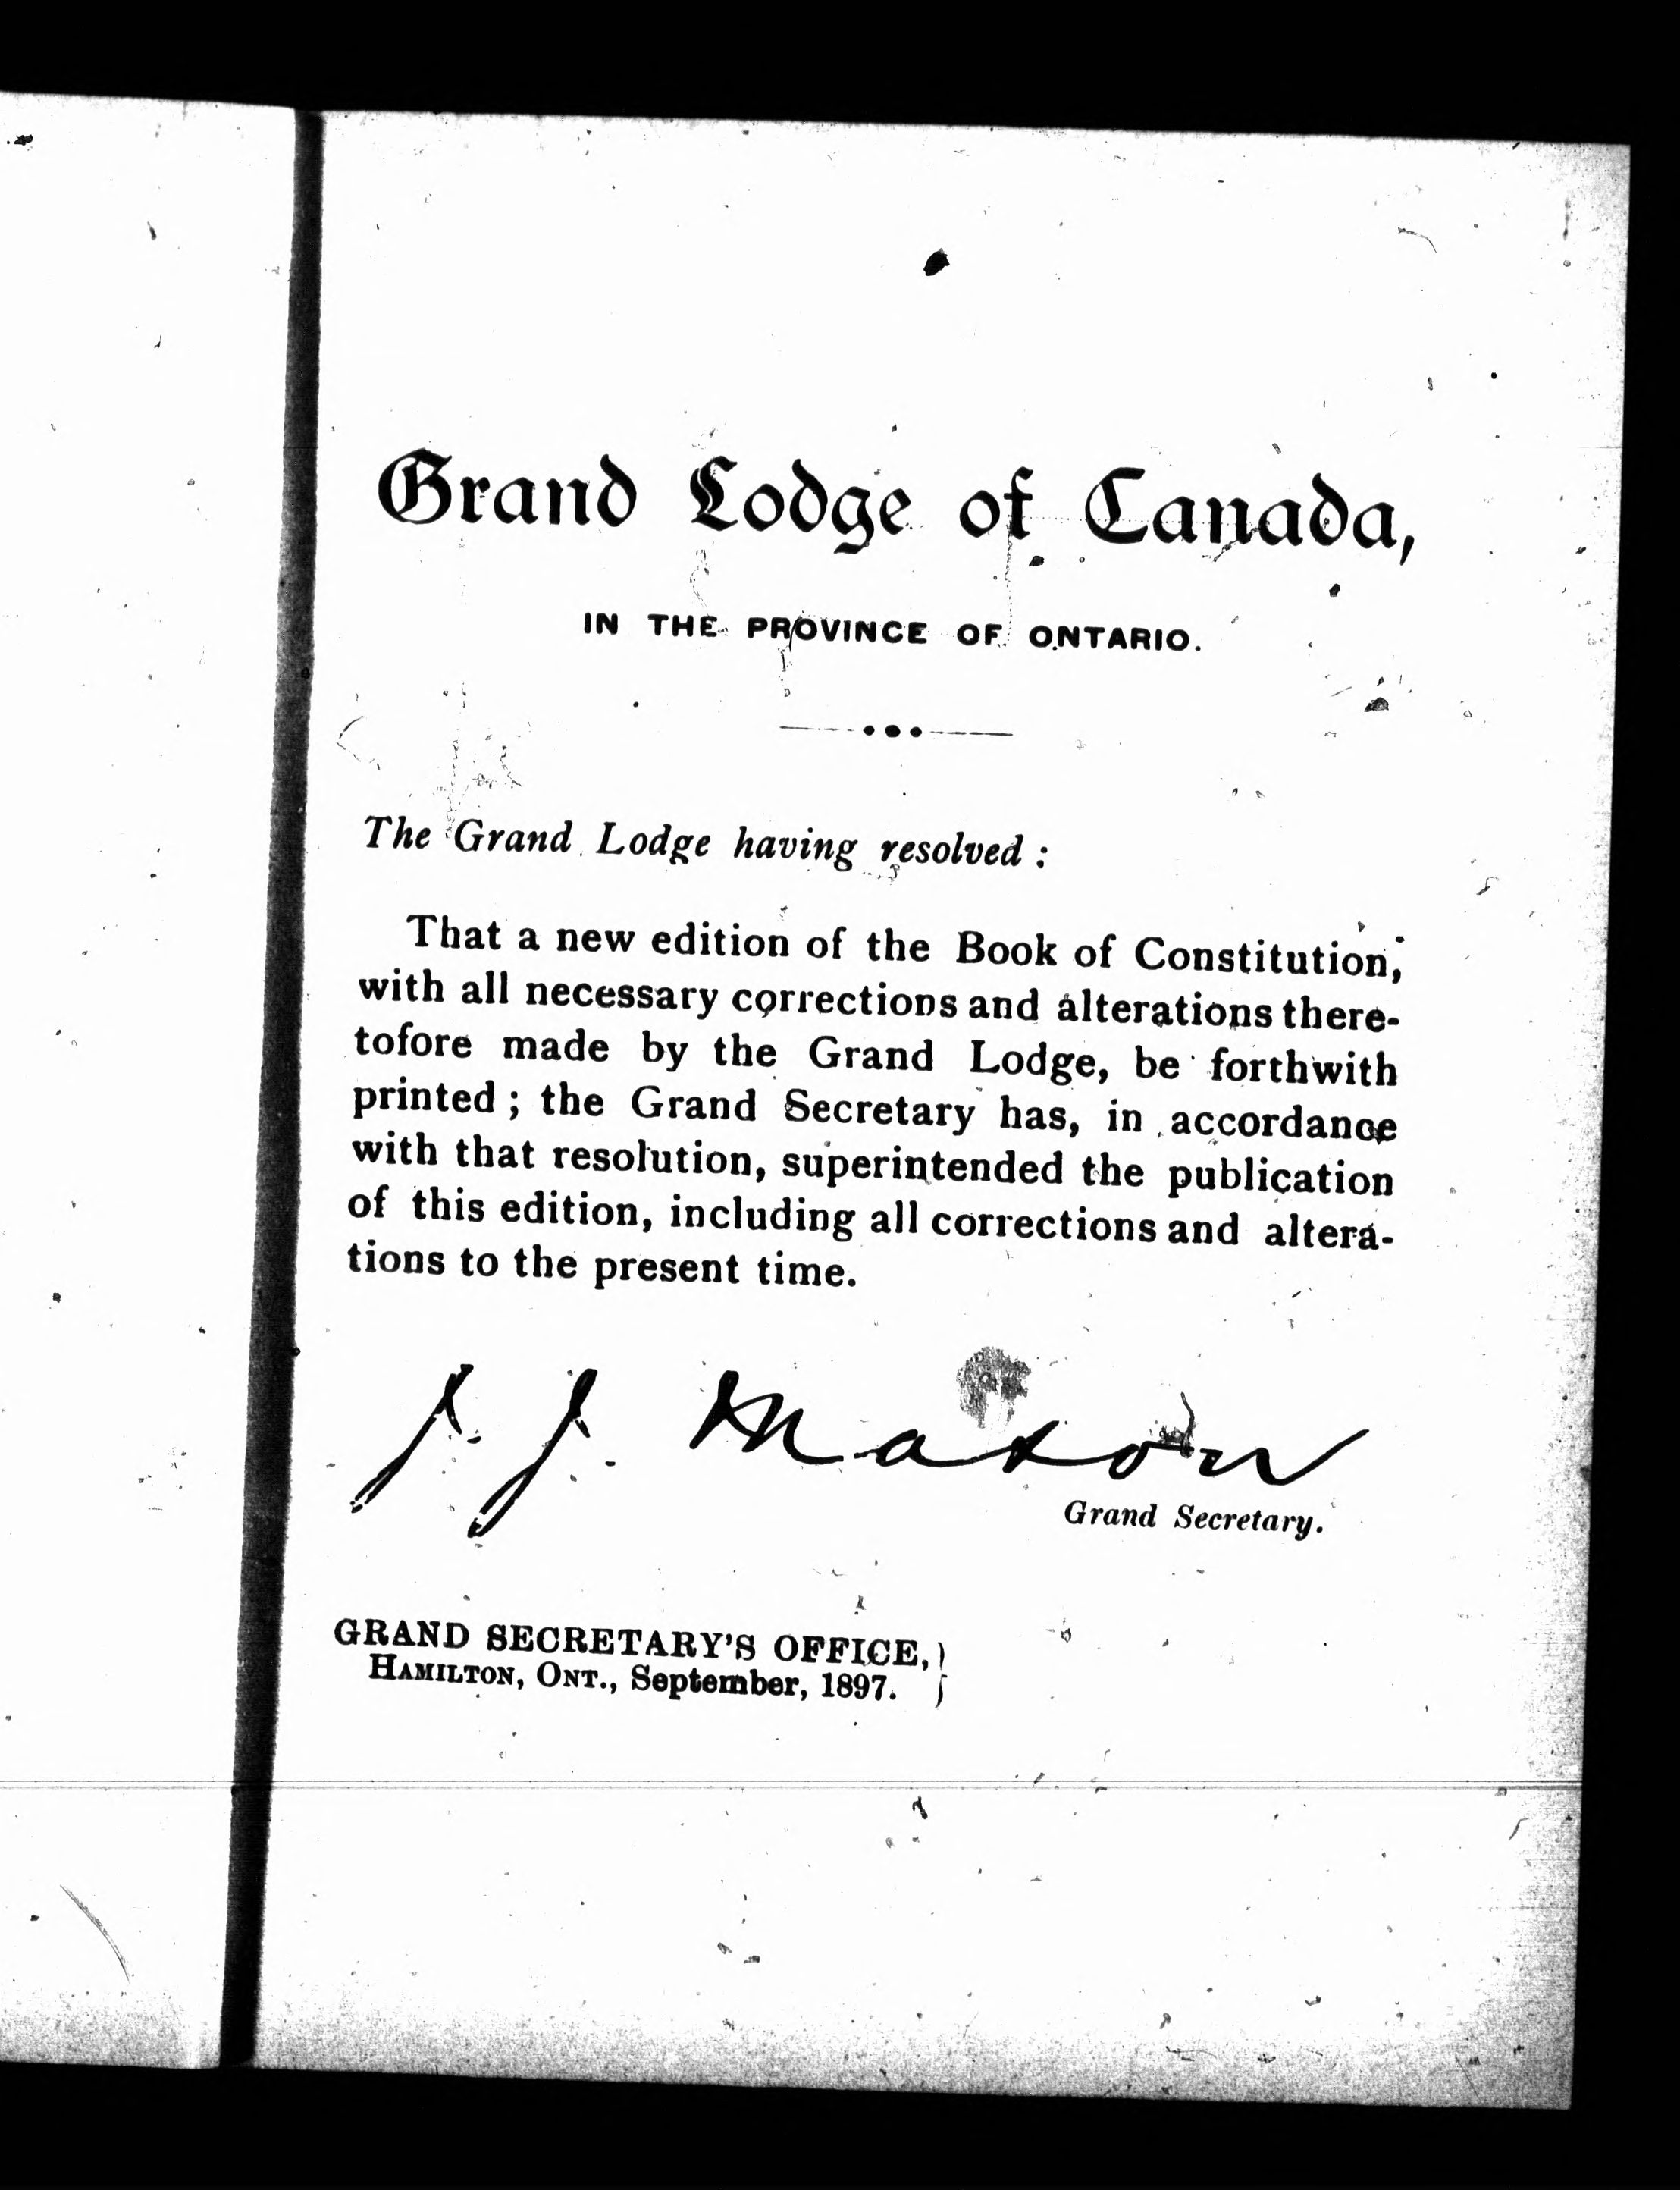 Grand Lodge of Canada,
IN THE PROVINCE OF ONTARIO.
The Grand Lodge having resolved :
That a new edition of the Book of Constitution,
with all necessary corrections and alterations there-
tofore made by the Grand Lodge, be forthwith
printed ; the Grand Secretary has, in accordance
with that resolution, superintended the publication
of this edition, including all corrections and altera-
tions to the present time.
J. J. Mason
Grand Secretary.
GRAND SECRETARY'S OFFICE, }
HAMILTON, ONT., September, 1897. }